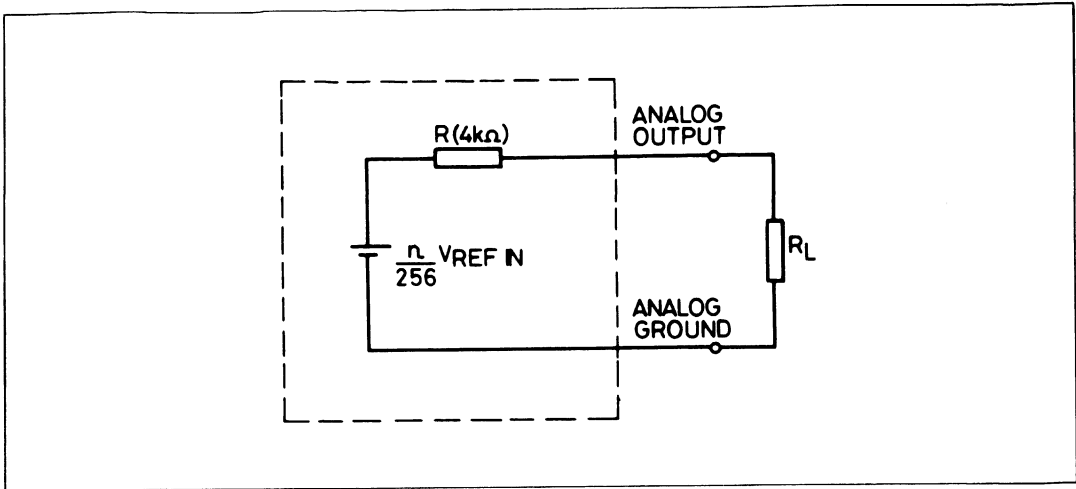 R(4kΩ)
ANALOG
OUTPUT
n
256
VREF IN
RL
ANALOG
GROUND